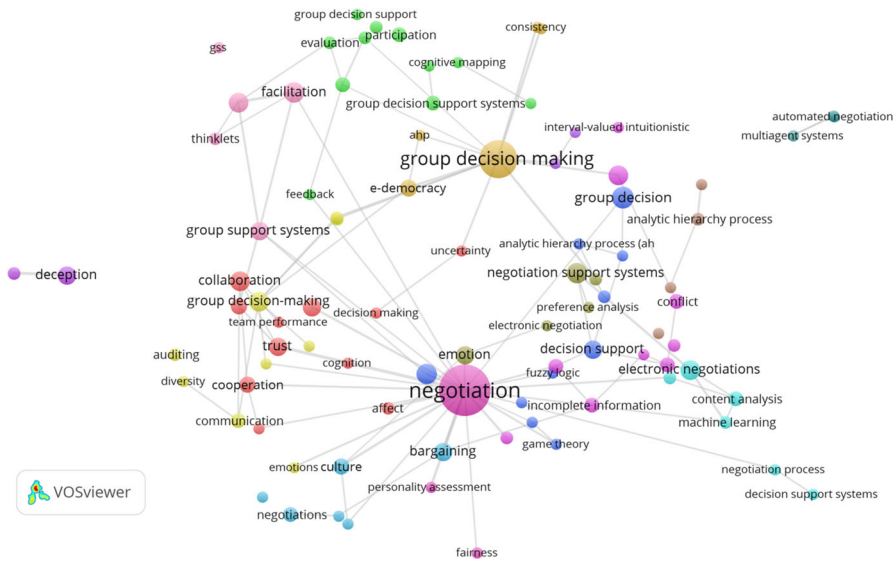 group decision support
participation
evaluation
consistency
gss
cognitive mapping
facilitation
group decision support systems
automated negotiation
multiagent systems
interval-valued intuitionistic
ahp
thinklets
group decision making
e-democracy
feedback
group decision
analytic hierarchy process
group support systems
uncertainty
analytic hierarchy process (ah
deception
collaboration
negotiation support systems
group decision-making
conflict
preference analysis
decision making
team performance
electronic negotiation
trust
auditing
emotion
decision support
cognition
fuzzy logic
electronic negotiations
diversity
cooperation
negotiation
content analysis
affect
incomplete information
communication
machine learning
game theory
bargaining
emotions
culture
negotiation process
personality assessment
decision support systems
VOSviewer
negotiations
fairness